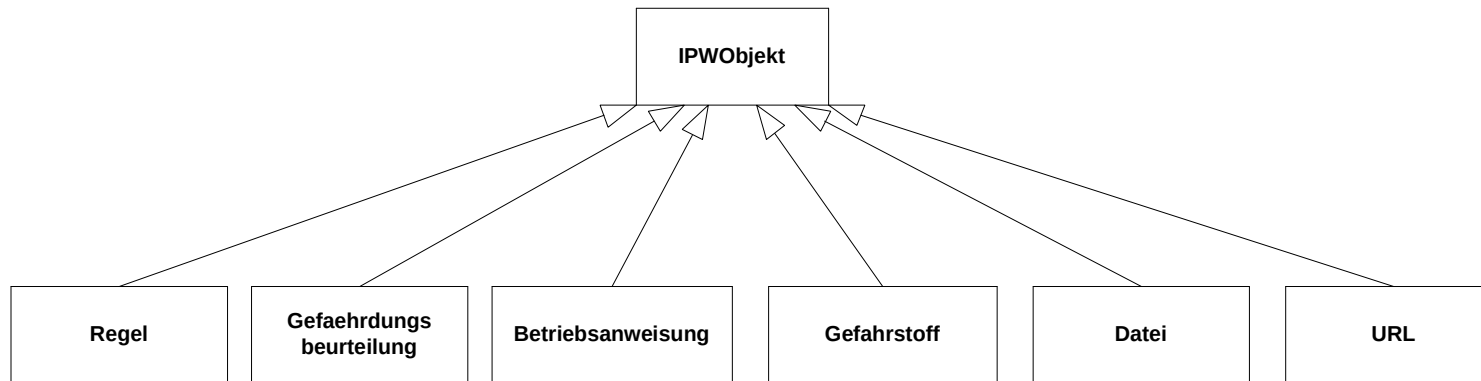 IPWObjekt
Regel
Gefaehrdungs
beurteilung
Betriebsanweisung
Gefahrstoff
Datei
URL